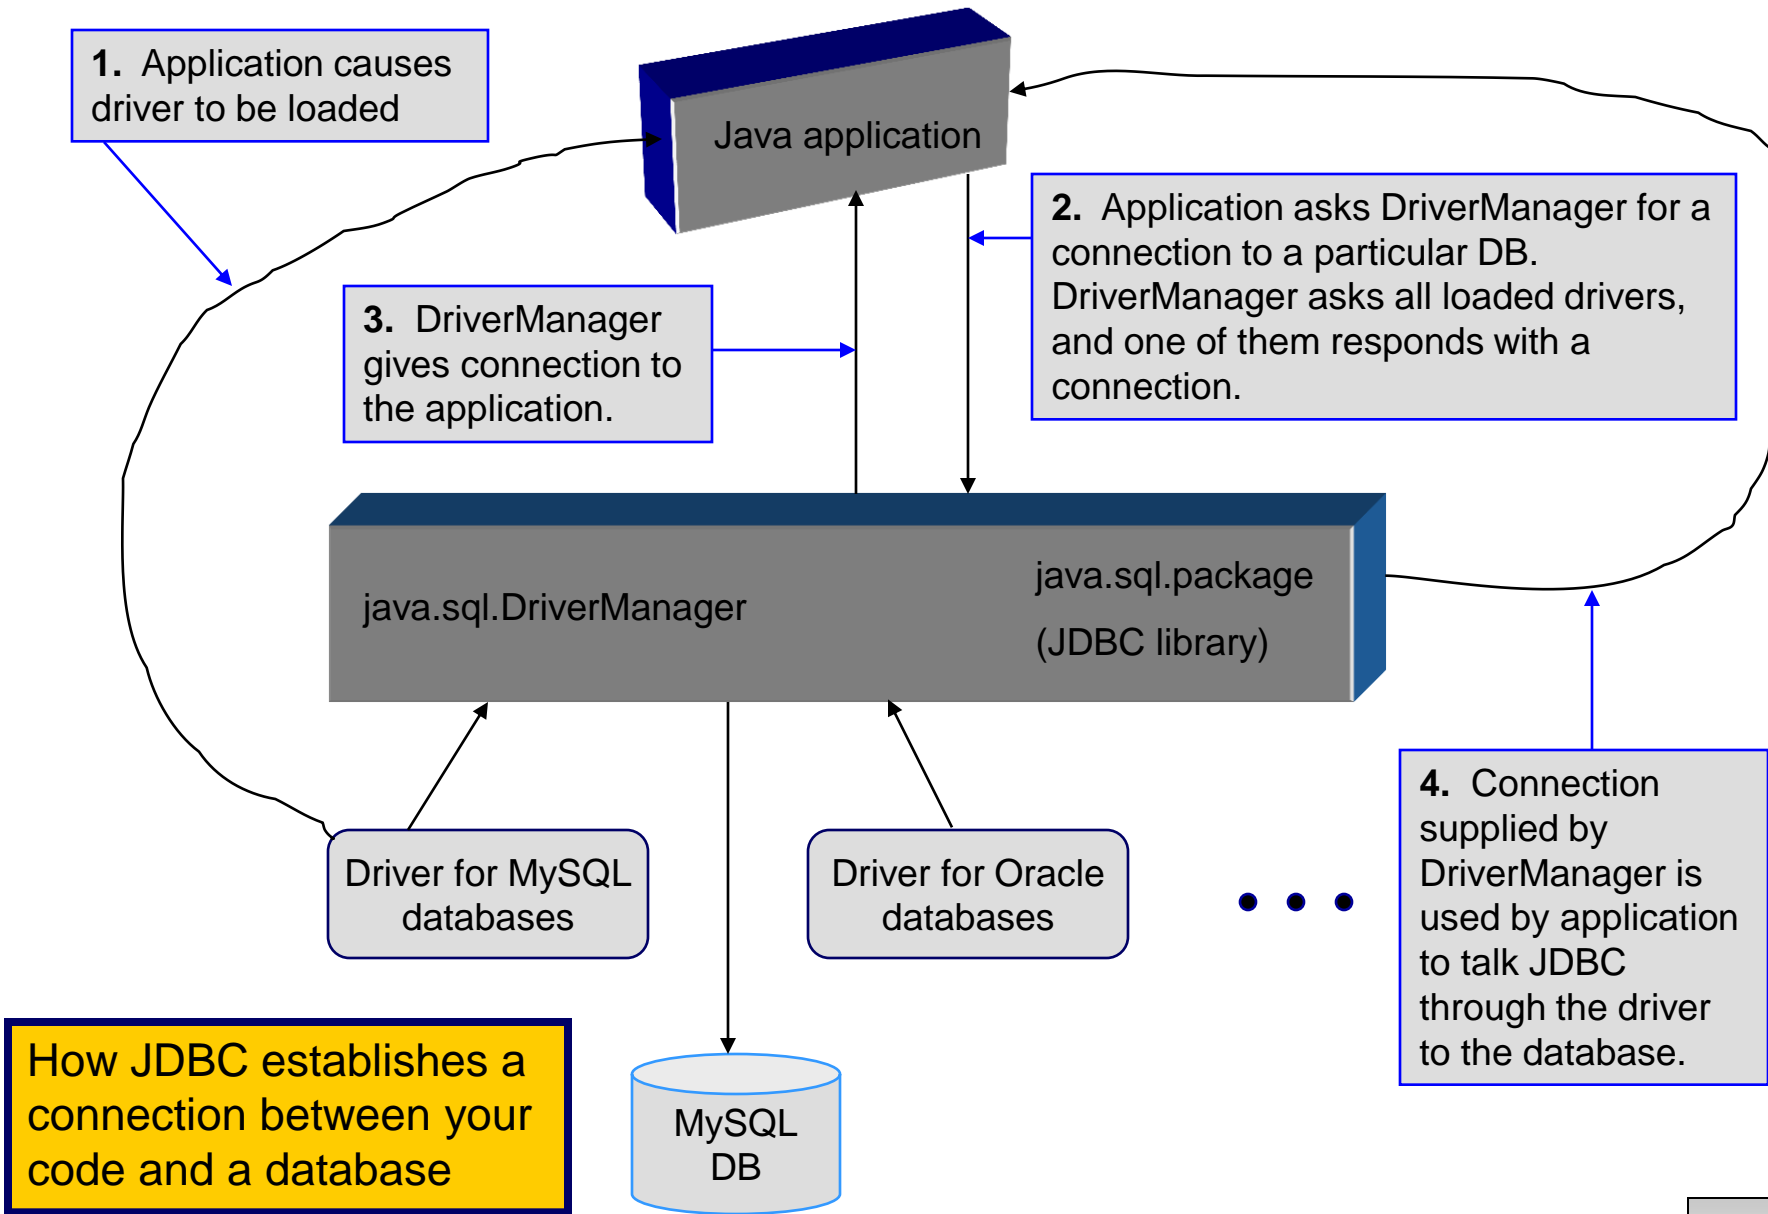 1. Application causes
driver to be loaded
Java application
2. Application asks DriverManager for a
connection to a particular DB.
DriverManager asks all loaded drivers,
and one of them responds with a
connection.
3. DriverManager
gives connection to
the application.
java.sql.DriverManager
java.sql.package
(JDBC library)
Driver for MySQL
databases
Driver for Oracle
databases
4. Connection
supplied by
DriverManager is
used by application
to talk JDBC
through the driver
to the database.
How JDBC establishes a
connection between your
code and a database
MySQL
DB